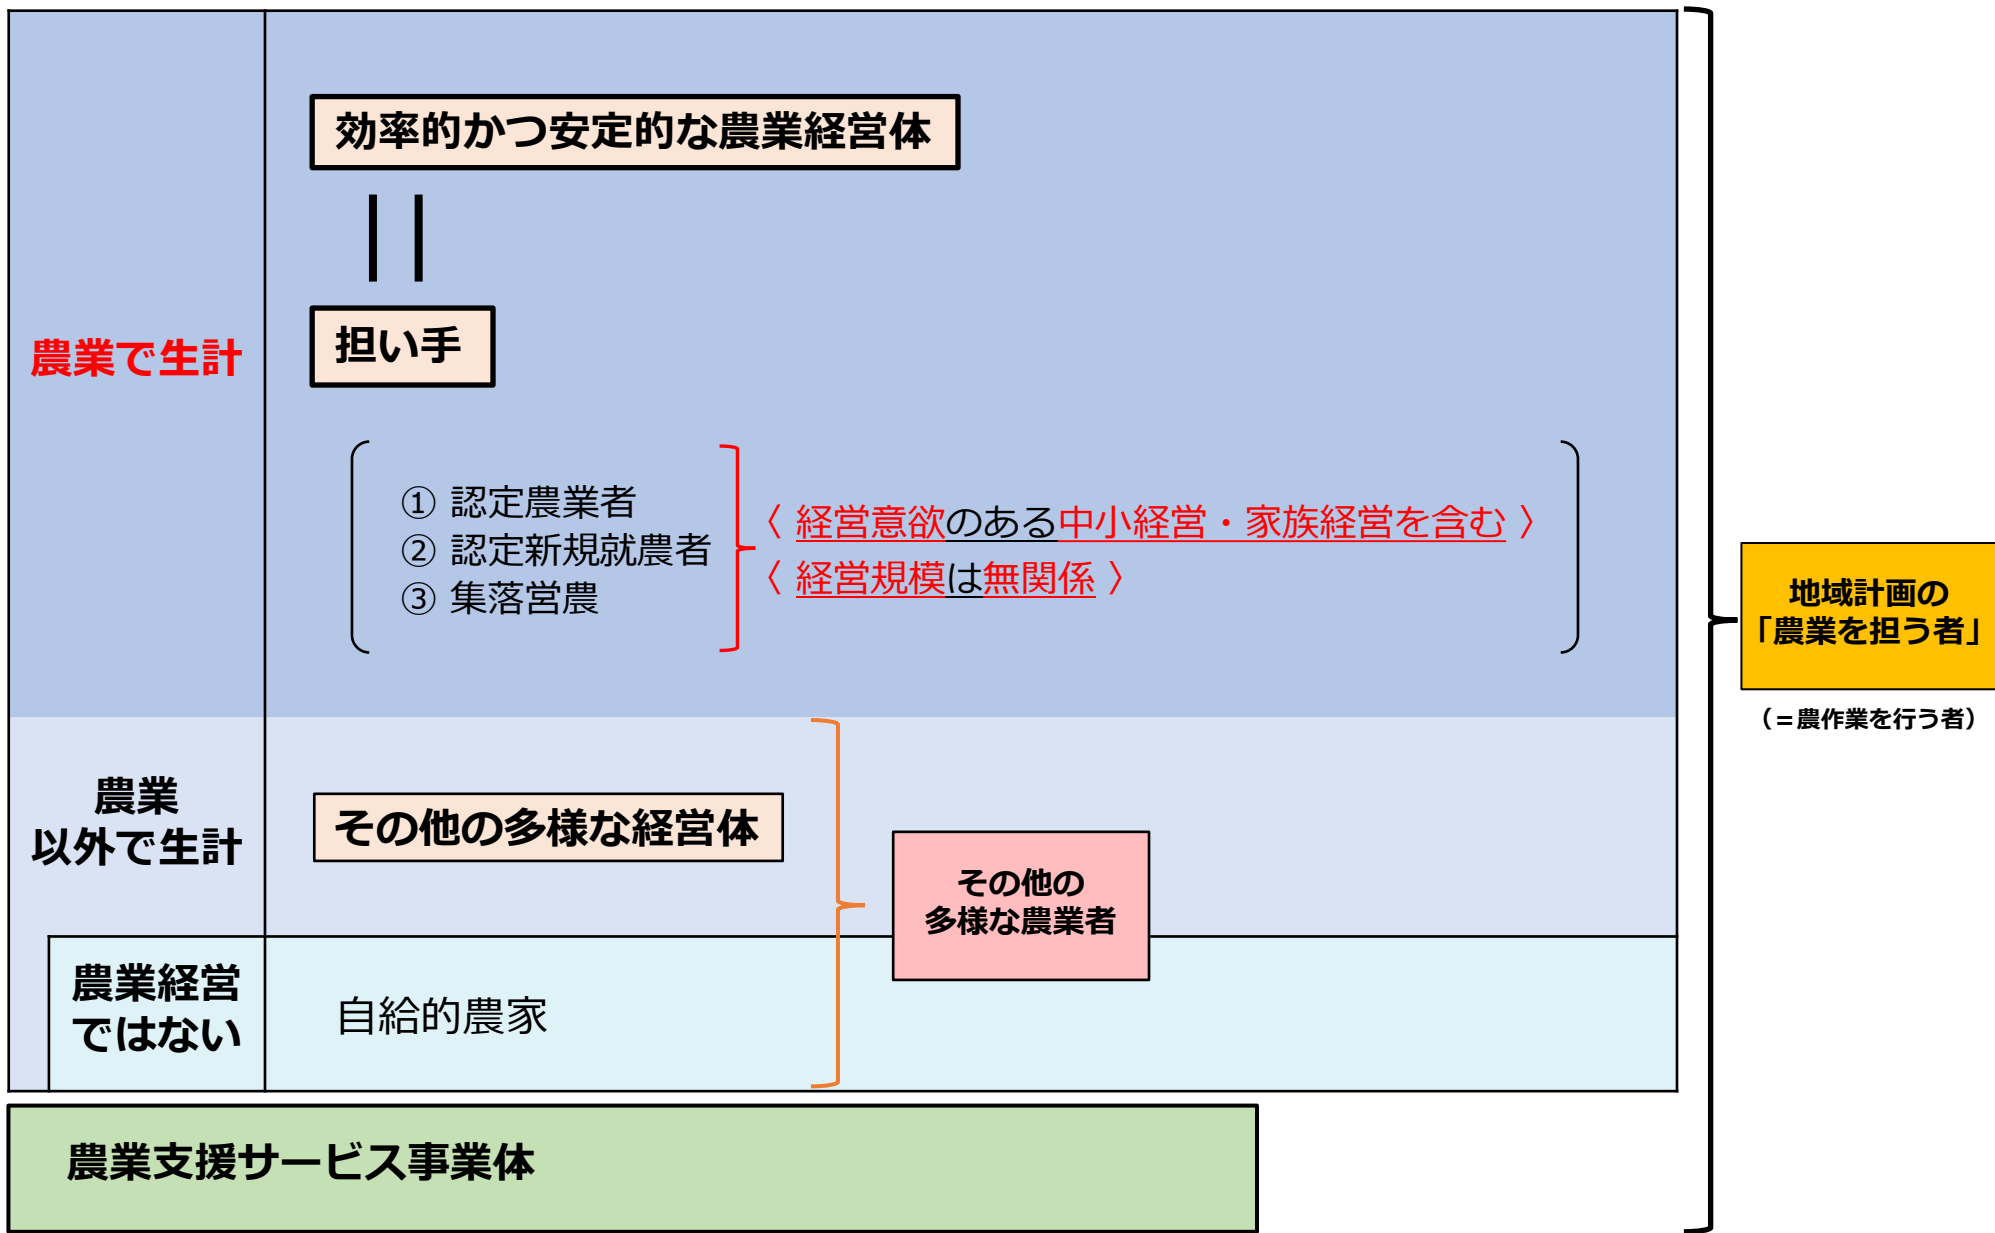 効率的かつ安定的な農業経営体
担い手
農業で生計
① 認定農業者
② 認定新規就農者
③ 集落営農
〈 経営意欲のある中小経営・家族経営を含む 〉
〈 経営規模は無関係 〉
地域計画の
「農業を担う者」
（＝農作業を行う者）
農業
以外で生計
その他の多様な経営体
その他の
多様な農業者
農業経営
ではない
自給的農家
農業支援サービス事業体